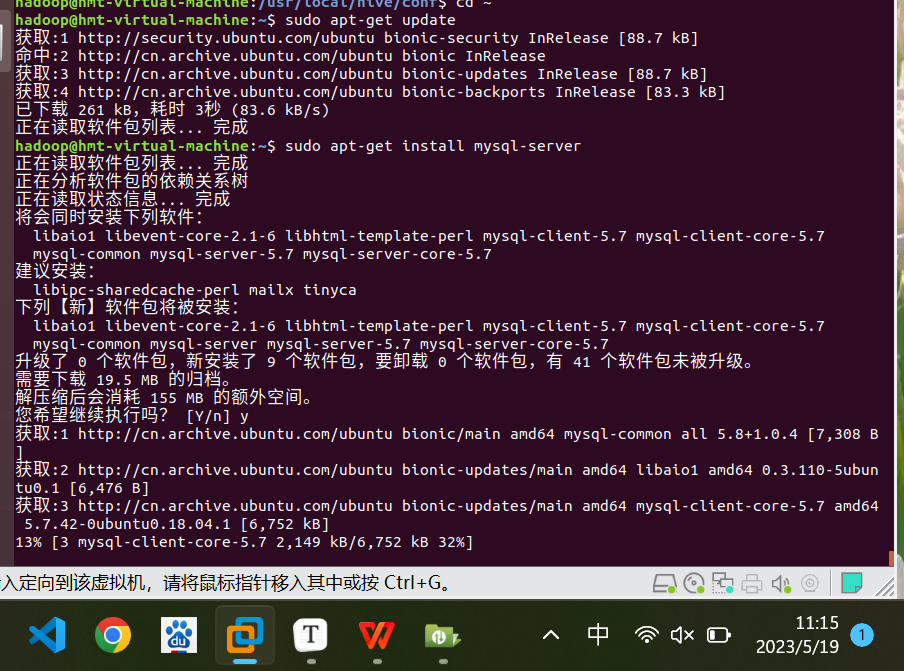 hadoop@hmt-virtual-machine:/usr/local/hive/conf$ cd ~
hadoop@hmt-virtual-machine:~$ sudo apt-get update
获取:1 http://security.ubuntu.com/ubuntu bionic-security InRelease [88.7 kB]
命中:2 http://cn.archive.ubuntu.com/ubuntu bionic InRelease
获取:3 http://cn.archive.ubuntu.com/ubuntu bionic-updates InRelease [88.7 kB]
获取:4 http://cn.archive.ubuntu.com/ubuntu bionic-backports InRelease [83.3 kB]
已下载 261 kB，耗时 3秒 (83.6 kB/s)
正在读取软件包列表... 完成
hadoop@hmt-virtual-machine:~$ sudo apt-get install mysql-server
正在读取软件包列表... 完成
正在分析软件包的依赖关系树
正在读取状态信息... 完成
将会同时安装下列软件：
libaio1 libevent-core-2.1-6 libhtml-template-perl mysql-client-5.7 mysql-client-core-5.7
mysql-common mysql-server-5.7 mysql-server-core-5.7
建议安装：
libipc-sharedcache-perl mailx tinyca
下列【新】软件包将被安装：
libaio1 libevent-core-2.1-6 libhtml-template-perl mysql-client-5.7 mysql-client-core-5.7
mysql-common mysql-server mysql-server-5.7 mysql-server-core-5.7
升级了 0 个软件包，新安装了 9 个软件包，要卸载 0 个软件包，有 41 个软件包未被升级。
需要下载 19.5 MB 的归档。
解压缩后会消耗 155 MB 的额外空间。
您希望继续执行吗？ [Y/n] y
获取:1 http://cn.archive.ubuntu.com/ubuntu bionic/main amd64 mysql-common all 5.8+1.0.4 [7,308 B
]
获取:2 http://cn.archive.ubuntu.com/ubuntu bionic-updates/main amd64 libaio1 amd64 0.3.110-5ubun
tu0.1 [6,476 B]
获取:3 http://cn.archive.ubuntu.com/ubuntu bionic-updates/main amd64 mysql-client-core-5.7 amd64
5.7.42-0ubuntu0.18.04.1 [6,752 kB]
13% [3 mysql-client-core-5.7 2,149 kB/6,752 kB 32%]
入定向到该虚拟机，请将鼠标指针移入其中或按 Ctrl+G。
du
T
中
11:15
2023/5/19
1